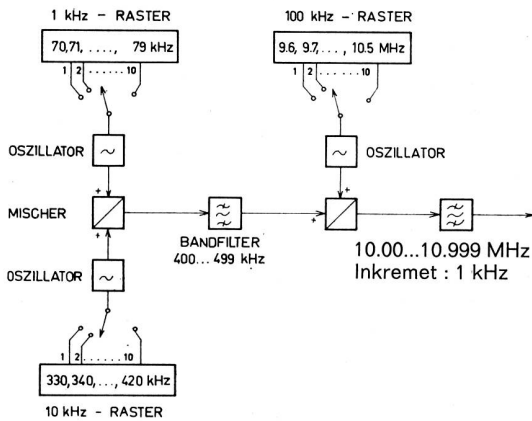 1 kHz - RASTER
70,71, ...., 79 kHz
1 2 ...... 10
OSZILLATOR
~
+
MISCHER
+
OSZILLATOR
~
1 2 ...... 10
330,340, ..., 420 kHz
10 kHz - RASTER
BANDFILTER
400... 499 kHz
100 kHz - RASTER
9.6, 9.7,... , 10.5 MHz
1 2 ...... 10
~
OSZILLATOR
+
+
10.00...10.999 MHz
Inkremet : 1 kHz